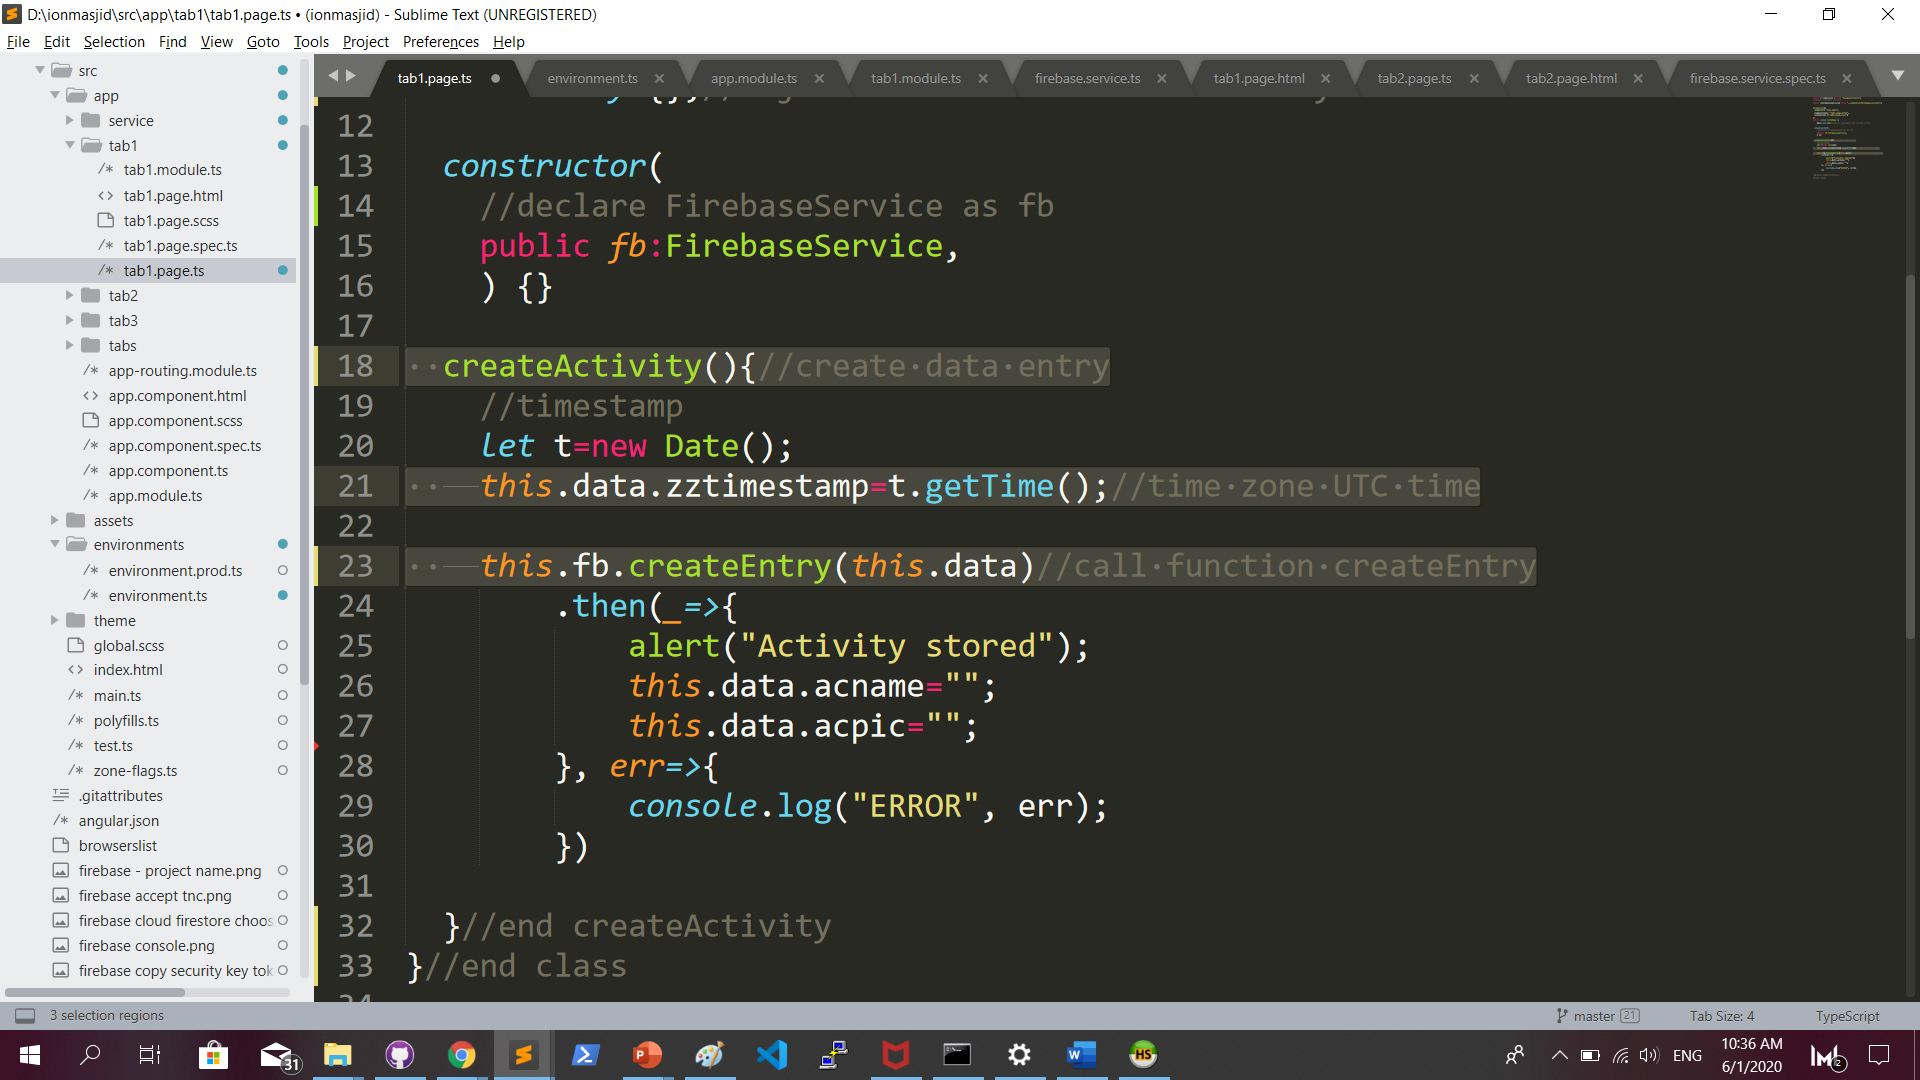 D:\ionmasjid\src\app\tab1\tab1.page.ts • (ionmasjid) - Sublime Text (UNREGISTERED)
File Edit Selection Find View Goto Tools Project Preferences Help
tab1.page.ts environment.ts app.module.ts tab1.module.ts firebase.service.ts tab1.page.html tab2.page.ts tab2.page.html firebase.service.spec.ts
src
app
service
tab1
tab1.module.ts
tab1.page.html
tab1.page.scss
tab1.page.spec.ts
tab1.page.ts
tab2
tab3
tabs
app-routing.module.ts
app.component.html
app.component.scss
app.component.spec.ts
app.component.ts
app.module.ts
assets
environments
environment.prod.ts
environment.ts
theme
global.scss
index.html
main.ts
polyfills.ts
test.ts
zone-flags.ts
.gitattributes
angular.json
browserslist
firebase - project name.png
firebase accept tnc.png
firebase cloud firestore choos
firebase console.png
firebase copy security key tok
12
13 constructor(
14 //declare FirebaseService as fb
15 public fb:FirebaseService,
16 ) {}
17
18 createActivity(){//create data entry
19 //timestamp
20 let t=new Date();
21 this.data.zztimestamp=t.getTime();//time zone UTC time
22
23 this.fb.createEntry(this.data)//call function createEntry
24 .then(_=>{
25 alert("Activity stored");
26 this.data.acname="";
27 this.data.acpic="";
28 }, err=>{
29 console.log("ERROR", err);
30 })
31
32 }//end createActivity
33 }//end class
3 selection regions master 21 Tab Size: 4 TypeScript
31 ENG 10:36 AM
6/1/2020 2